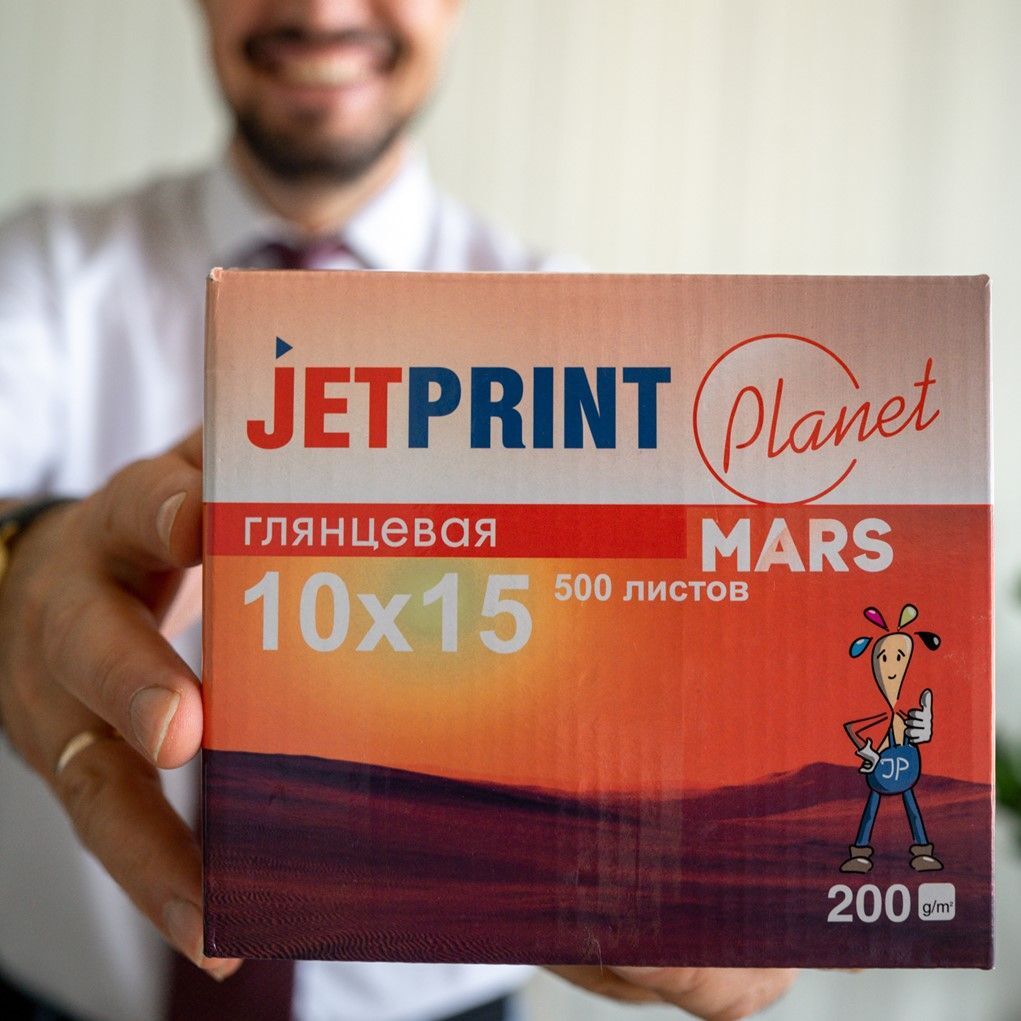 JETPRINT Planet
глянцевая MARS
10x15 500 листов
JP
200 g/m²